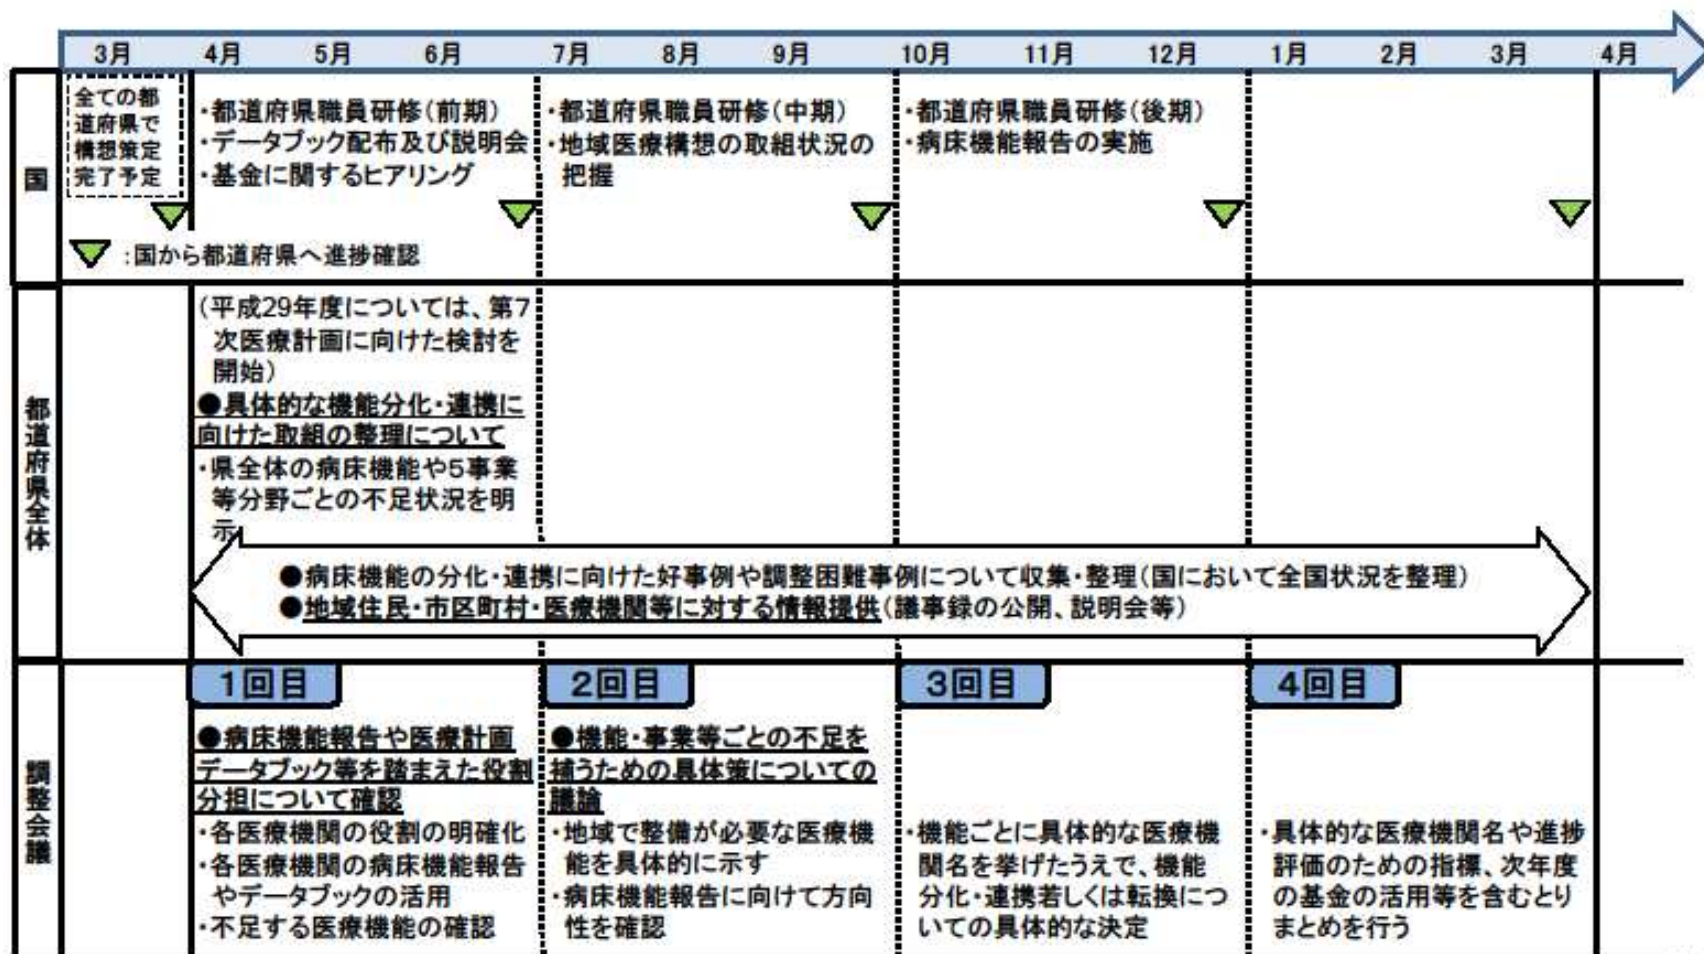 3月 4月 5月 6月 7月 8月 9月 10月 11月 12月 1月 2月 3月 4月
国
全ての都
道府県で
構想策定
完了予定
・都道府県職員研修(前期)
・データブック配布及び説明会
・基金に関するヒアリング
・都道府県職員研修(中期)
・地域医療構想の取組状況の
把握
・都道府県職員研修(後期)
・病床機能報告の実施
:国から都道府県へ進捗確認
都道府県全体
(平成29年度については、第7
次医療計画に向けた検討を
開始)
●具体的な機能分化・連携に
向けた取組の整理について
・県全体の病床機能や5事業
等分野ごとの不足状況を明
示
●病床機能の分化・連携に向けた好事例や調整困難事例について収集・整理(国において全国状況を整理)
●地域住民・市区町村・医療機関等に対する情報提供(議事録の公開、説明会等)
調整会議
1回目
●病床機能報告や医療計画
データブック等を踏まえた役割
分担について確認
・各医療機関の役割の明確化
・各医療機関の病床機能報告
やデータブックの活用
・不足する医療機能の確認
2回目
●機能・事業等ごとの不足を
補うための具体策についての
議論
・地域で整備が必要な医療機
能を具体的に示す
・病床機能報告に向けて方向
性を確認
3回目
・機能ごとに具体的な医療機
関名を挙げたうえで、機能
分化・連携若しくは転換につ
いての具体的な決定
4回目
・具体的な医療機関名や進捗
評価のための指標、次年度
の基金の活用等を含むとり
まとめを行う